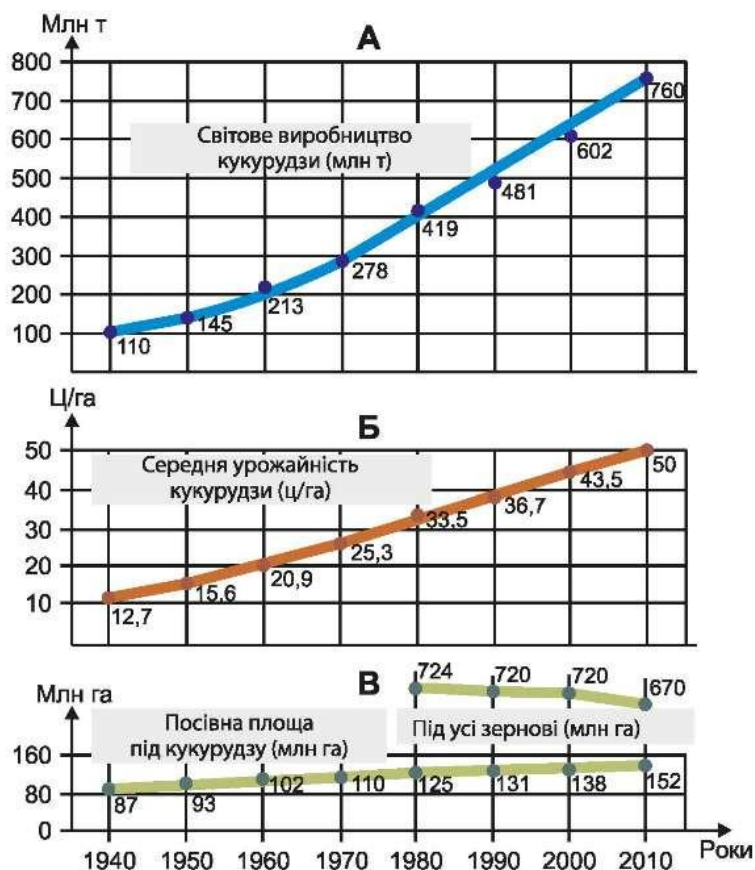 Млн т
А
800
700
600
500
400
300
200
100
Світове виробництво
кукурудзи (млн т)
110
145
213
278
419
481
602
760
Ц/га
Б
50
40
30
20
10
Середня урожайність
кукурудзи (ц/га)
12,7
15,6
20,9
25,3
33,5
36,7
43,5
50
Млн га
В
724
720
720
670
Посівна площа
під кукурудзу (млн га)
Під усі зернові (млн га)
160
80
0
87
93
102
110
125
131
138
152
1940 1950 1960 1970 1980 1990 2000 2010
Роки